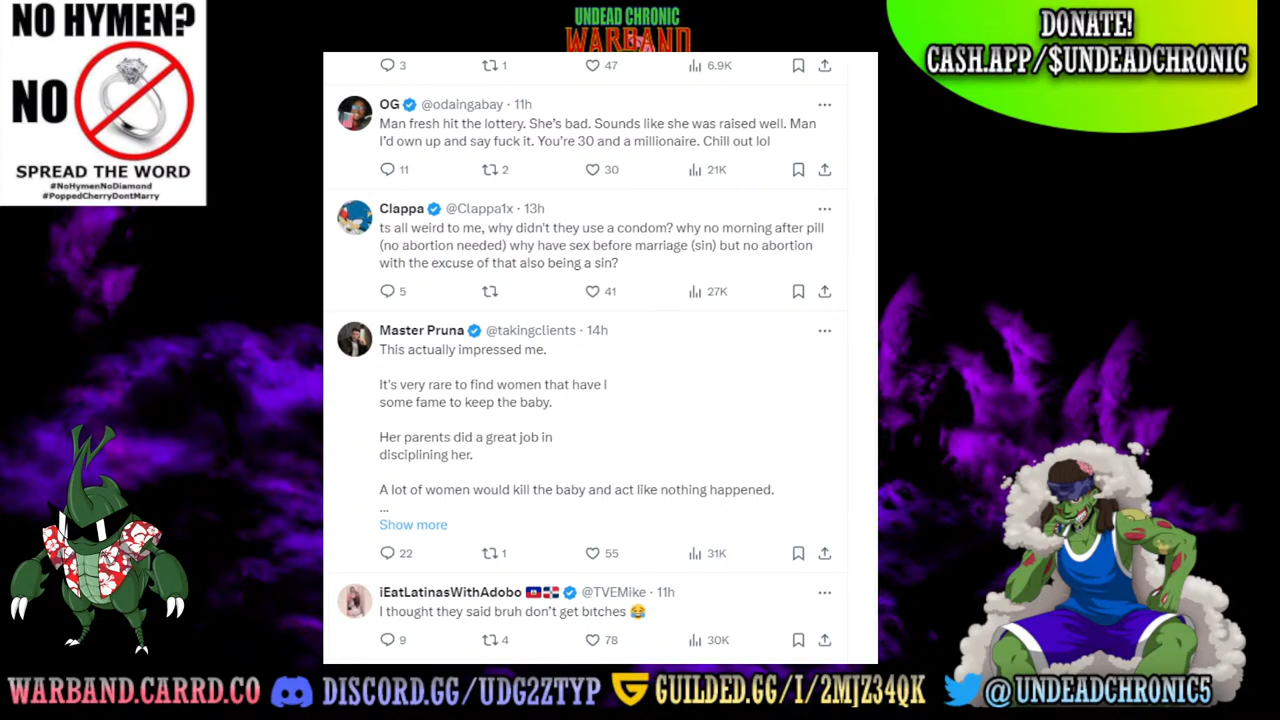 NO HYMEN?
NO
SPREAD THE WORD
#NoHymenNoDiamond
#PoppedCherryDontMarry
UNDEAD CHRONIC
WARBAND
DONATE!
CASH.APP/$UNDEADCHRONIC
3 1 47 6.9K
OG @odaingabay · 11h
Man fresh hit the lottery. She's bad. Sounds like she was raised well. Man
I'd own up and say fuck it. You're 30 and a millionaire. Chill out lol
11 2 30 21K
Clappa @Clappa1x · 13h
ts all weird to me, why didn't they use a condom? why no morning after pill
(no abortion needed) why have sex before marriage (sin) but no abortion
with the excuse of that also being a sin?
5 41 27K
Master Pruna @takingclients · 14h
This actually impressed me.
It's very rare to find women that have l
some fame to keep the baby.
Her parents did a great job in
disciplining her.
A lot of women would kill the baby and act like nothing happened.
...
Show more
22 1 55 31K
iEatLatinasWithAdobo 🇭🇹🇩🇴 @TVEMike · 11h
I thought they said bruh don't get bitches 😂
9 4 78 30K
WARBAND.CARRD.CO DISCORD.GG/UDG2ZTYP GUILDED.GG/I/2MJZ34QK @UNDEADCHRONIC5